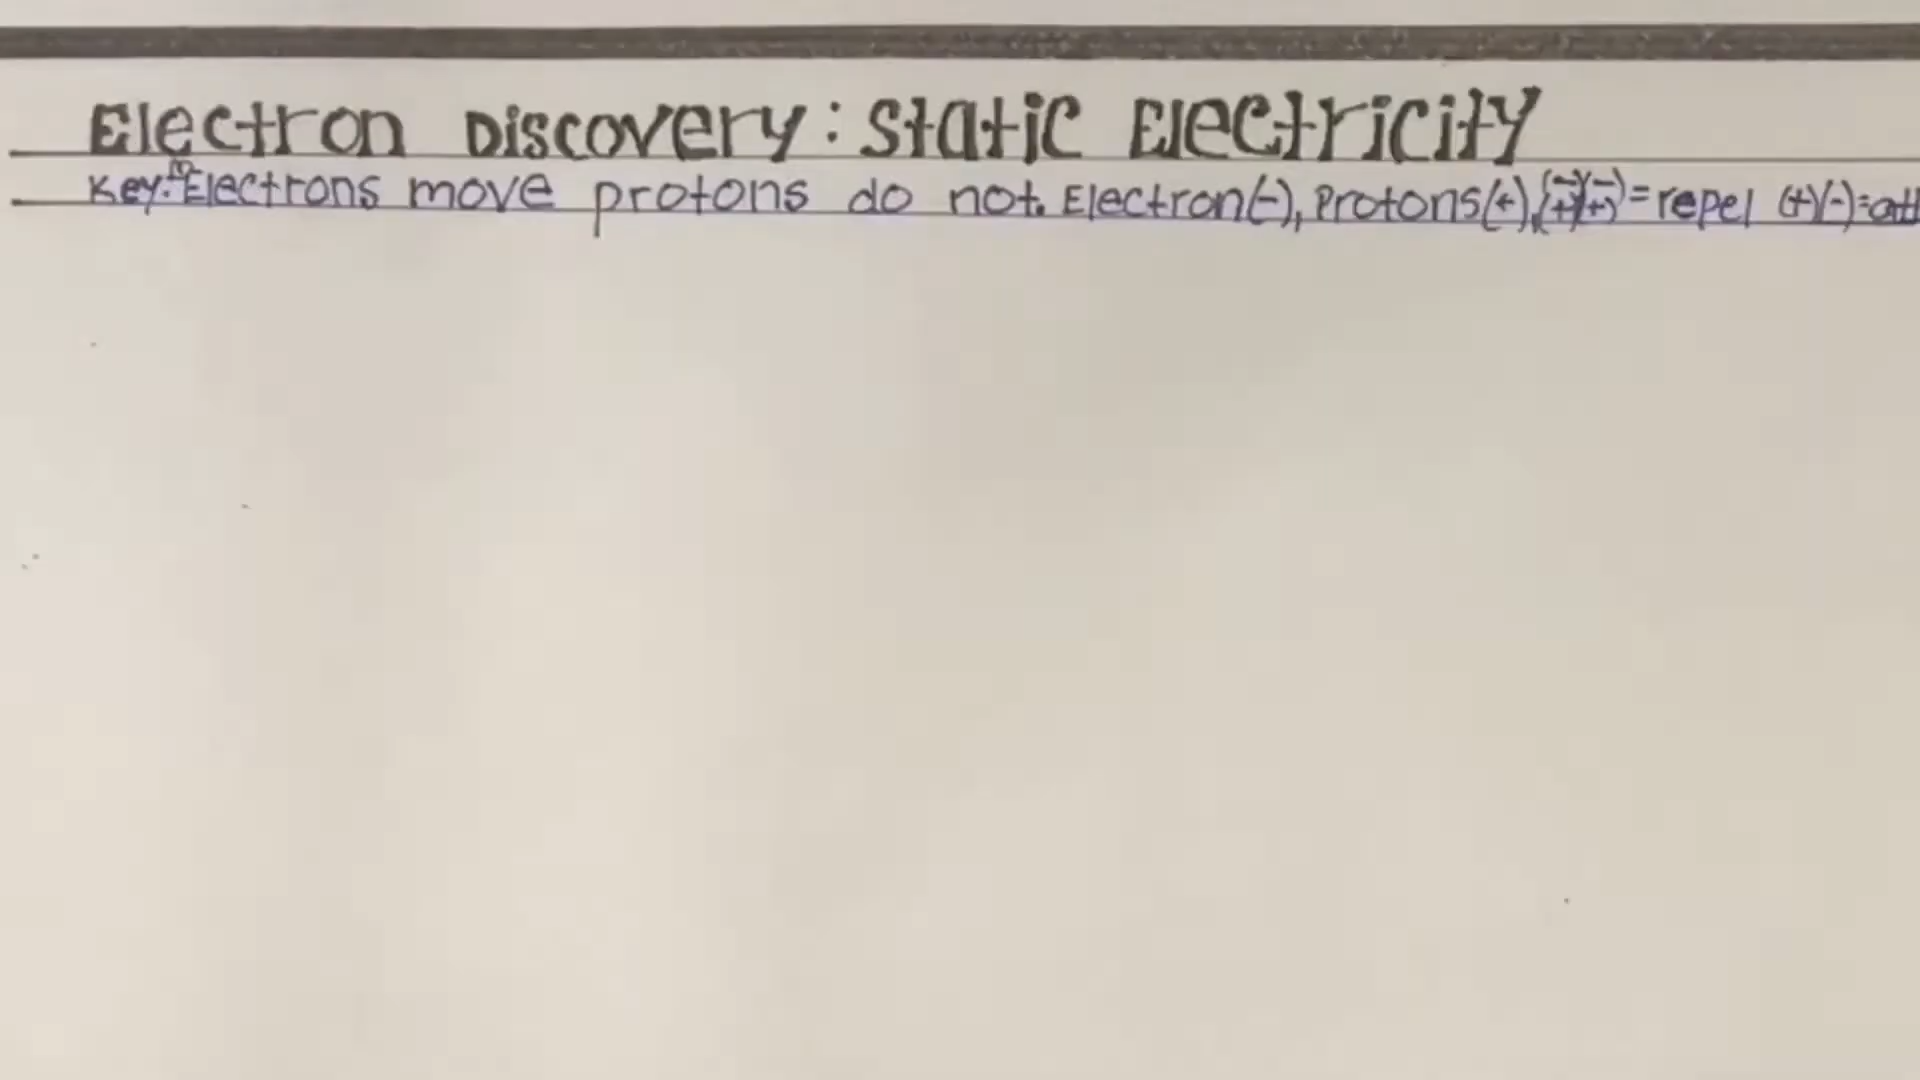 Electron Discovery: Static Electricity
Key: Electrons move protons do not. Electron(-), Protons(+), (-)(-) (+)(+) = repel (+)(-)=att